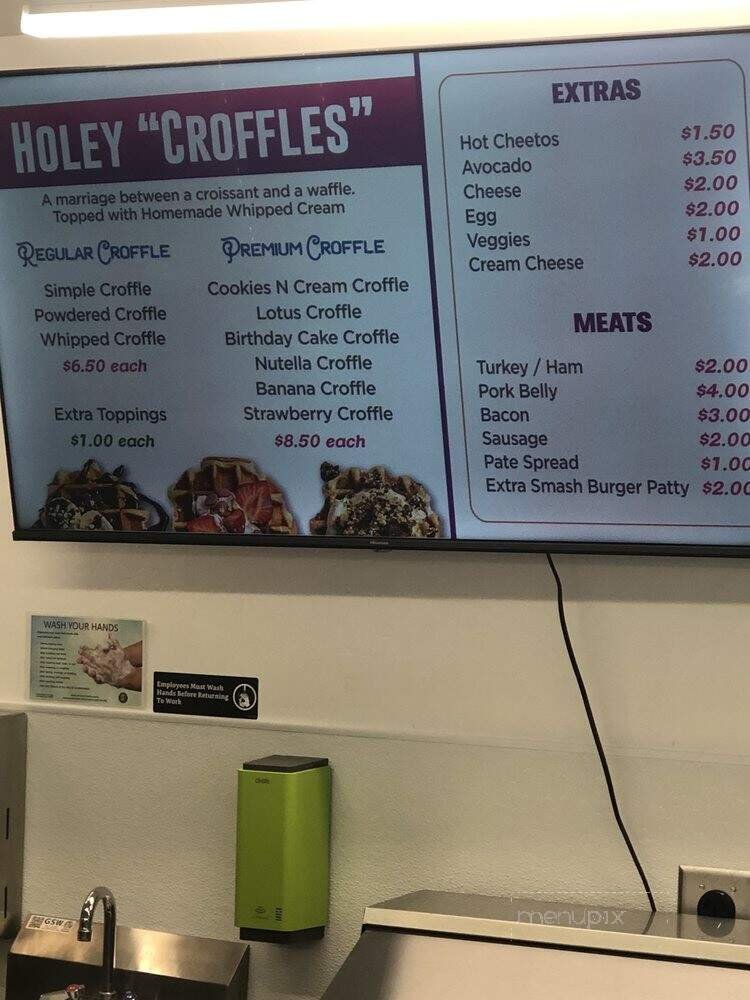 HOLEY "CROFFLES"
A marriage between a croissant and a waffle.
Topped with Homemade Whipped Cream
REGULAR CROFFLE
Simple Croffle
Powdered Croffle
Whipped Croffle
$6.50 each
Extra Toppings
$1.00 each
PREMIUM CROFFLE
Cookies N Cream Croffle
Lotus Croffle
Birthday Cake Croffle
Nutella Croffle
Banana Croffle
Strawberry Croffle
$8.50 each
EXTRAS
Hot Cheetos $1.50
Avocado $3.50
Cheese $2.00
Egg $2.00
Veggies $1.00
Cream Cheese $2.00
MEATS
Turkey / Ham $2.00
Pork Belly $4.00
Bacon $3.00
Sausage $2.00
Pate Spread $1.00
Extra Smash Burger Patty $2.00
Hisense
WASH YOUR HANDS
Employees Must Wash
Hands Before Returning
To Work
GSW
menupix